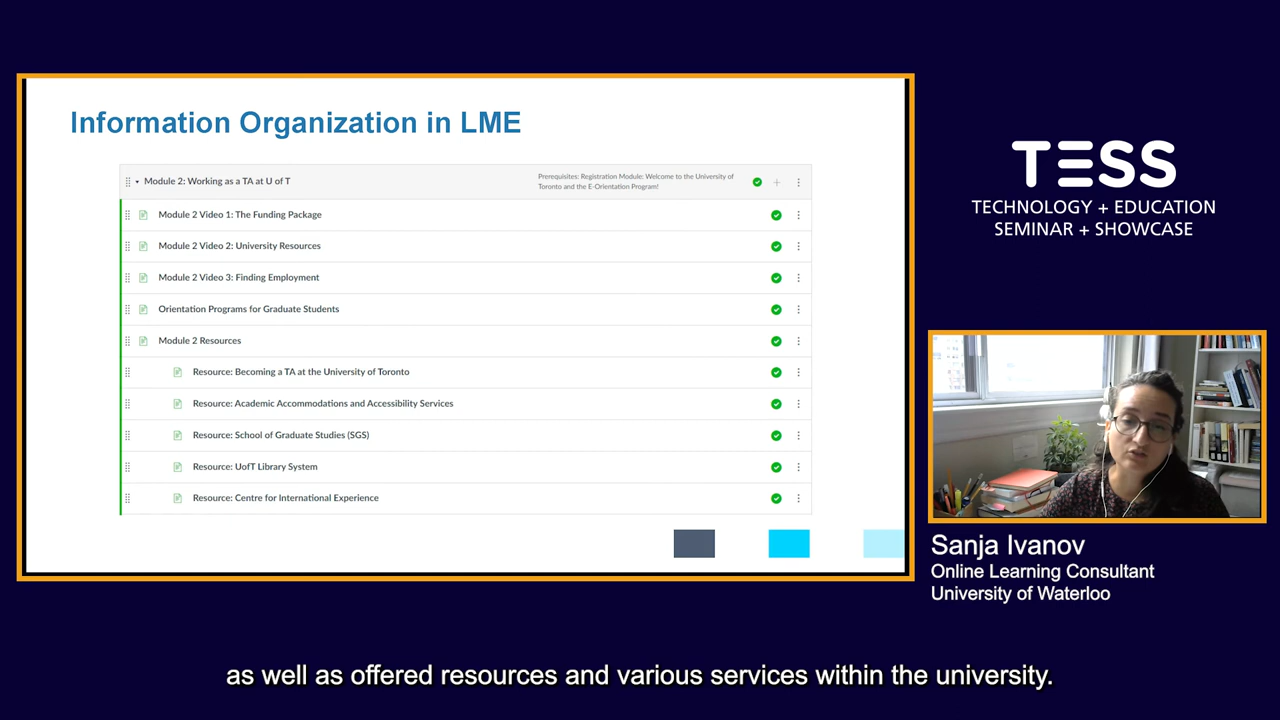 Information Organization in LME
Module 2: Working as a TA at U of T
Prerequisites: Registration Module: Welcome to the University of
Toronto and the E-Orientation Program!
Module 2 Video 1: The Funding Package
Module 2 Video 2: University Resources
Module 2 Video 3: Finding Employment
Orientation Programs for Graduate Students
Module 2 Resources
Resource: Becoming a TA at the University of Toronto
Resource: Academic Accommodations and Accessibility Services
Resource: School of Graduate Studies (SGS)
Resource: UofT Library System
Resource: Centre for International Experience
TESS
TECHNOLOGY + EDUCATION
SEMINAR + SHOWCASE
Sanja Ivanov
Online Learning Consultant
University of Waterloo
as well as offered resources and various services within the university.